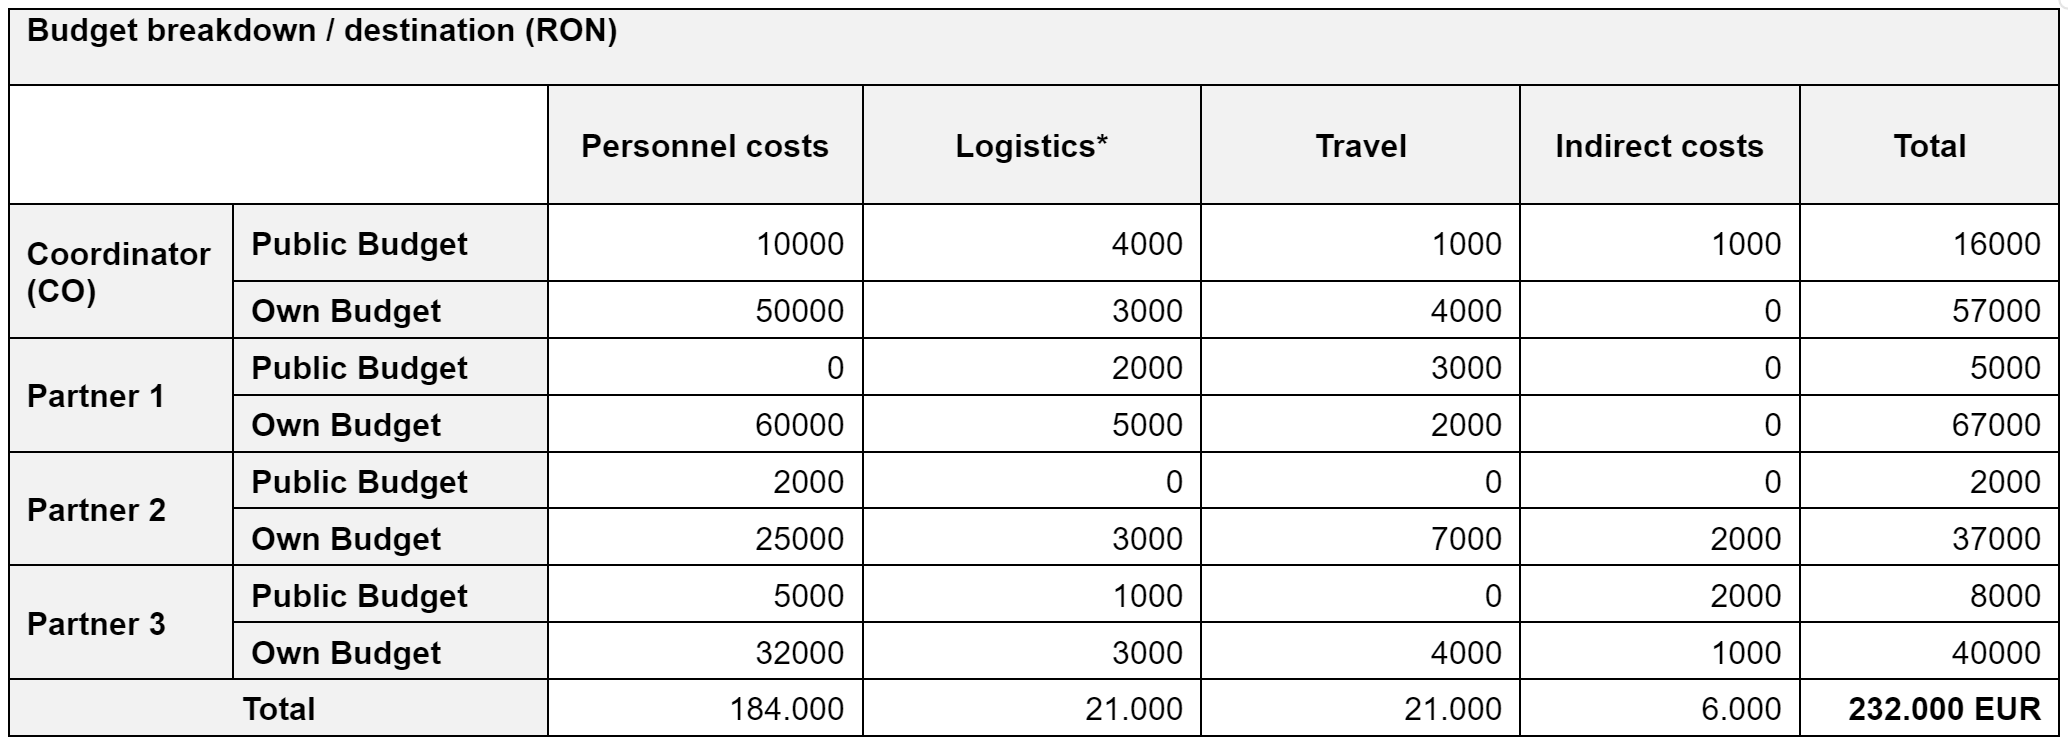 Budget breakdown / destination (RON)
Personnel costs Logistics* Travel Indirect costs Total
Coordinator (CO) Public Budget 10000 4000 1000 1000 16000
Own Budget 50000 3000 4000 0 57000
Partner 1 Public Budget 0 2000 3000 0 5000
Own Budget 60000 5000 2000 0 67000
Partner 2 Public Budget 2000 0 0 0 2000
Own Budget 25000 3000 7000 2000 37000
Partner 3 Public Budget 5000 1000 0 2000 8000
Own Budget 32000 3000 4000 1000 40000
Total 184.000 21.000 21.000 6.000 232.000 EUR